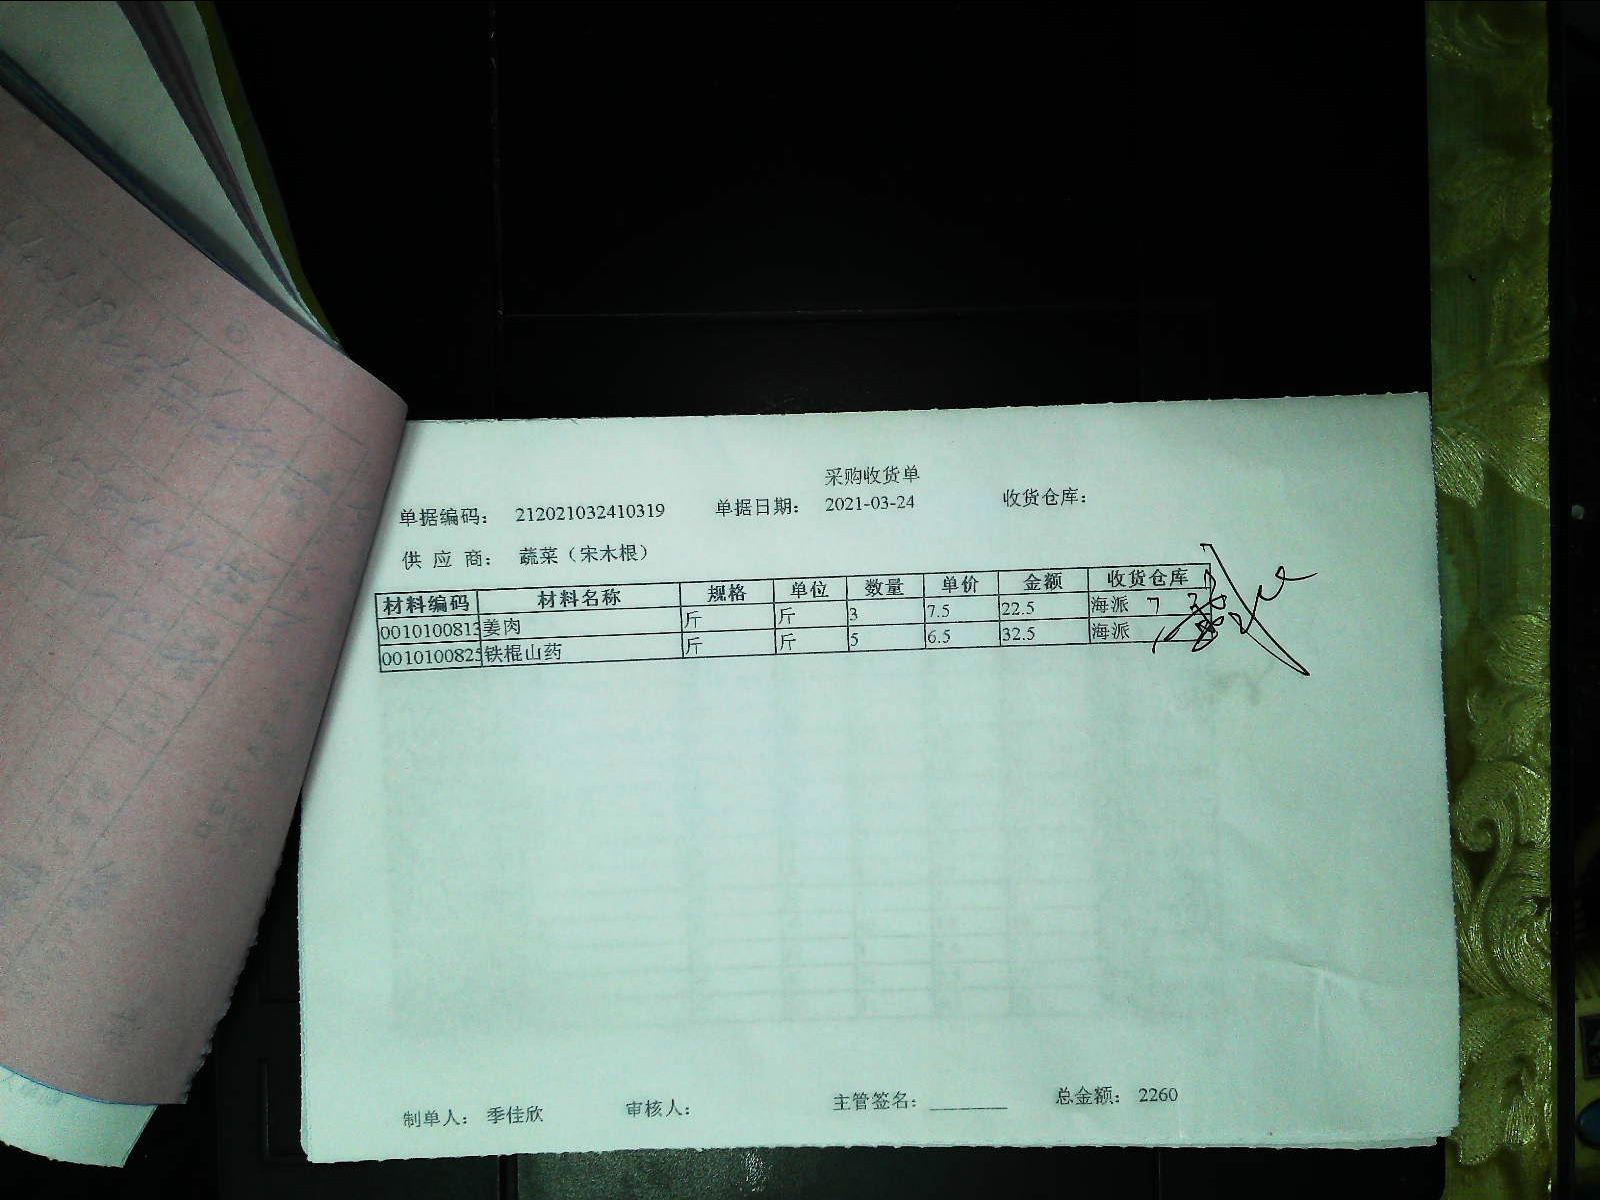 采购收货单
单据编码: 212021032410319 单据日期: 2021-03-24 收货仓库:
供 应 商: 蔬菜（宋木根）
材料编码 材料名称 规格 单位 数量 单价 金额 收货仓库
0010100813 姜肉 斤 斤 3 7.5 22.5 海派
0010100825 铁棍山药 斤 斤 5 6.5 32.5 海派
制单人: 季佳欣 审核人: 主管签名: ______ 总金额: 2260